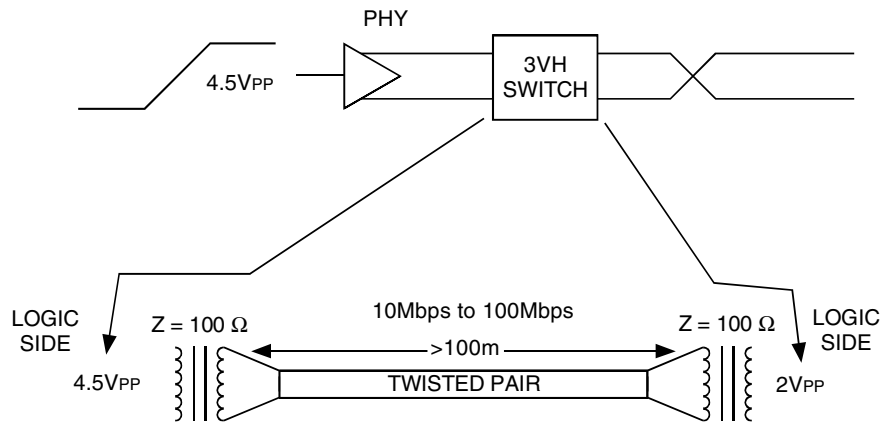 PHY
4.5VPP
3VH
SWITCH
LOGIC
SIDE
Z = 100 Ω
10Mbps to 100Mbps
Z = 100 Ω
LOGIC
SIDE
>100m
4.5VPP
TWISTED PAIR
2VPP